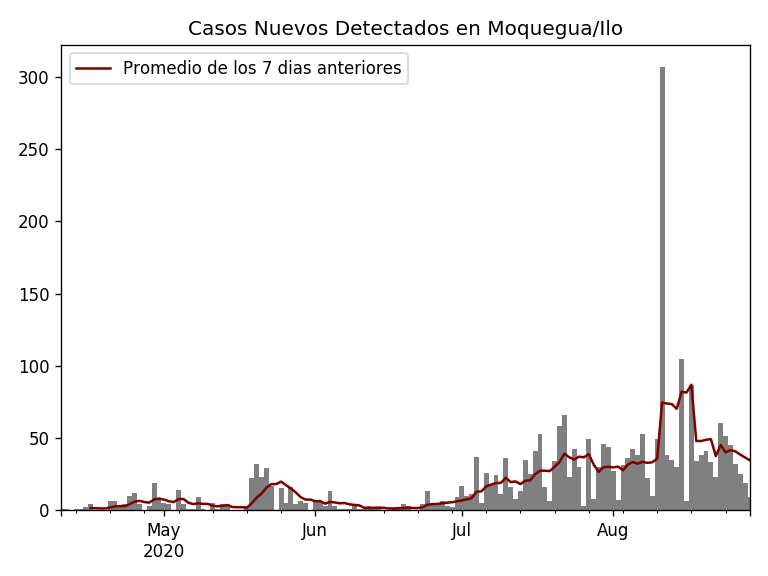 Casos Nuevos Detectados en Moquegua/Ilo
Promedio de los 7 dias anteriores
300
250
200
150
100
50
0
May Jun Jul Aug
2020